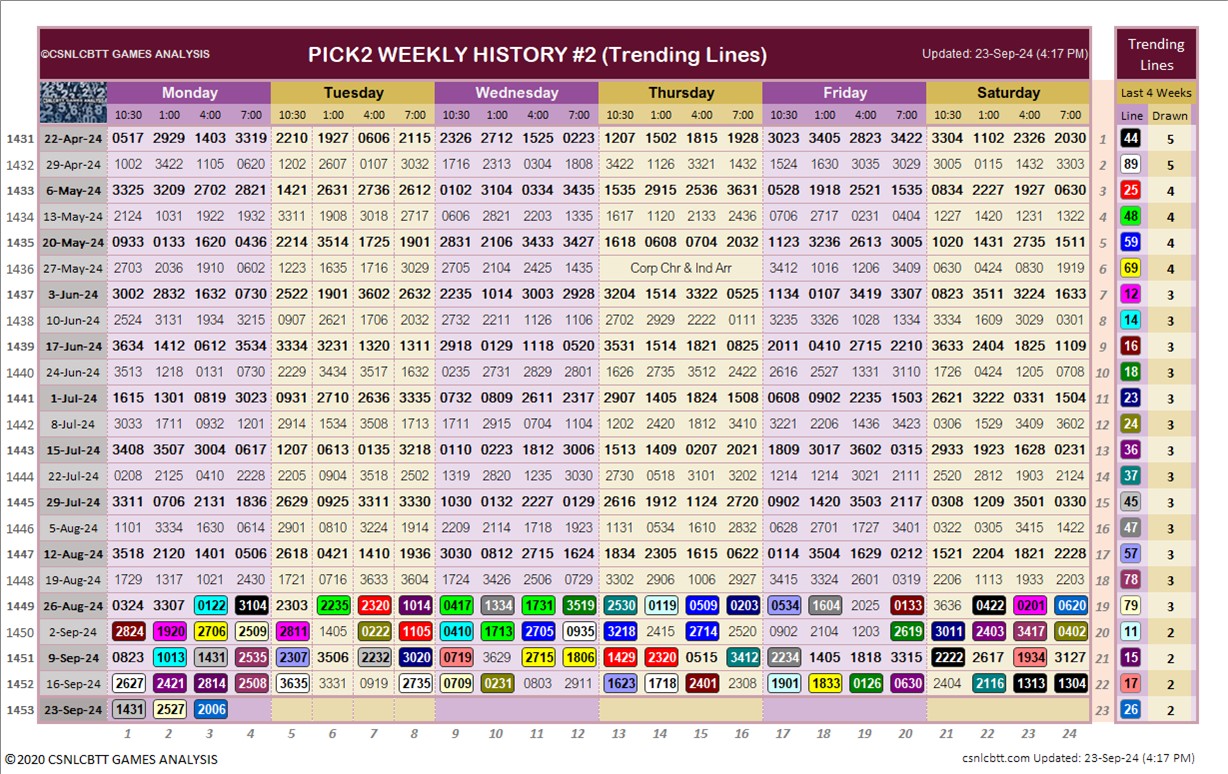 ©CSNLCBTT GAMES ANALYSIS PICK2 WEEKLY HISTORY #2 (Trending Lines) Updated: 23-Sep-24 (4:17 PM)
Trending
Lines
Monday Tuesday Wednesday Thursday Friday Saturday Last 4 Weeks
10:30 1:00 4:00 7:00 10:30 1:00 4:00 7:00 10:30 1:00 4:00 7:00 10:30 1:00 4:00 7:00 10:30 1:00 4:00 7:00 10:30 1:00 4:00 7:00 Line Drawn
1431 22-Apr-24 0517 2929 1403 3319 2210 1927 0606 2115 2326 2712 1525 0223 1207 1502 1815 1928 3023 3405 2823 3422 3304 1102 2326 2030 1 44 5
1432 29-Apr-24 1002 3422 1105 0620 1202 2607 0107 3032 1716 2313 0304 1808 3422 1126 3321 1432 1524 1630 3035 3029 3005 0115 1432 3303 2 89 5
1433 6-May-24 3325 3209 2702 2821 1421 2631 2736 2612 0102 3104 0334 3435 1535 2915 2536 3631 0528 1918 2521 1535 0834 2227 1927 0630 3 25 4
1434 13-May-24 2124 1031 1922 1932 3311 1908 3018 2717 0606 2821 2203 1335 1617 1120 2133 2436 0706 2717 0231 0404 1227 1420 1231 1322 4 48 4
1435 20-May-24 0933 0133 1620 0436 2214 3514 1725 1901 2831 2106 3433 3427 1618 0608 0704 2032 1123 3236 2613 3005 1020 1431 2735 1511 5 59 4
1436 27-May-24 2703 2036 1910 0602 1223 1635 1716 3029 2705 2104 2425 1435 Corp Chr & Ind Arr 3412 1016 1206 3409 0630 0424 0830 1919 6 69 4
1437 3-Jun-24 3002 2832 1632 0730 2522 1901 3602 2632 2235 1014 3003 2928 3204 1514 3322 0525 1134 0107 3419 3307 0823 3511 3224 1633 7 12 3
1438 10-Jun-24 2524 3131 1934 3215 0907 2621 1706 2032 2732 2211 1126 1106 2702 2929 2222 0111 3235 3326 1028 1334 3334 1609 3029 0301 8 14 3
1439 17-Jun-24 3634 1412 0612 3534 3334 3231 1320 1311 2918 0129 1118 0520 3531 1514 1821 0825 2011 0410 2715 2210 3633 2404 1825 1109 9 16 3
1440 24-Jun-24 3513 1218 0131 0730 2229 3434 3517 1632 0235 2731 2829 2801 1626 2735 3512 2422 2616 2527 1331 3110 1726 0424 1205 0708 10 18 3
1441 1-Jul-24 1615 1301 0819 3023 0931 2710 2636 3335 0732 0809 2611 2317 2907 1405 1824 1508 0608 0902 2235 1503 2621 3222 0331 1504 11 23 3
1442 8-Jul-24 3033 1711 0932 1201 2914 1534 3508 1713 1711 2918 0704 1104 1202 2420 1812 3410 3221 2206 1436 3423 0306 1529 3409 3602 12 24 3
1443 15-Jul-24 3408 3507 3004 0617 1207 0613 0135 3213 0110 0223 1812 3006 1513 1409 0207 2021 1809 3017 3602 0315 2933 1923 1628 0231 13 36 3
1444 22-Jul-24 0208 2125 0410 2228 2205 0904 3518 2502 1319 2820 1235 3030 2730 0518 3101 3202 1214 1214 3021 2111 2520 2812 1903 2124 14 37 3
1445 29-Jul-24 3311 0706 2131 1836 2629 0925 3311 3330 1030 0132 2227 0129 2616 1912 1124 2720 0902 1420 3503 2117 0308 1209 3501 0330 15 45 3
1446 5-Aug-24 1101 3334 1630 0614 2901 0810 3224 1914 2209 2114 1718 1923 1131 0534 1610 2832 0628 2701 1727 3401 0322 0305 3415 1422 16 47 3
1447 12-Aug-24 3518 2120 1401 0506 2618 0421 1410 1936 3030 0812 2715 1624 1834 2305 1615 0622 0114 3504 1629 0212 1521 2204 1821 2228 17 57 3
1448 19-Aug-24 1729 1317 1021 2430 1721 0716 3633 3604 1724 3426 2506 0729 3302 2906 1006 2927 3415 3324 2201 0319 2206 1113 1933 2203 18 78 3
1449 26-Aug-24 0324 3307 0122 3104 2303 2235 2320 1014 0417 1334 1731 3519 2530 0119 0509 0203 0534 1604 2025 0133 3636 0422 0201 0620 19 79 3
1450 2-Sep-24 2824 1920 2706 2509 2811 1405 0222 1105 0410 1713 2705 0935 3218 2415 2714 2520 0902 2104 1203 2619 3011 2403 3417 0402 20 11 2
1451 9-Sep-24 0823 1013 1431 2535 2307 3506 2232 3020 0719 3629 2715 1806 1429 2320 0515 3412 2234 1405 1818 3315 2222 2617 1934 3127 21 15 2
1452 16-Sep-24 2627 2421 2814 2508 3635 3331 0919 2735 0709 0231 0803 2911 1623 1718 2401 2308 1901 1833 0126 0630 2404 2116 1313 1304 22 17 2
1453 23-Sep-24 1431 2527 2006 23 26 2
1 2 3 4 5 6 7 8 9 10 11 12 13 14 15 16 17 18 19 20 21 22 23 24
©2020 CSNLCBTT GAMES ANALYSIS csnlcbtt.com Updated: 23-Sep-24 (4:17 PM)